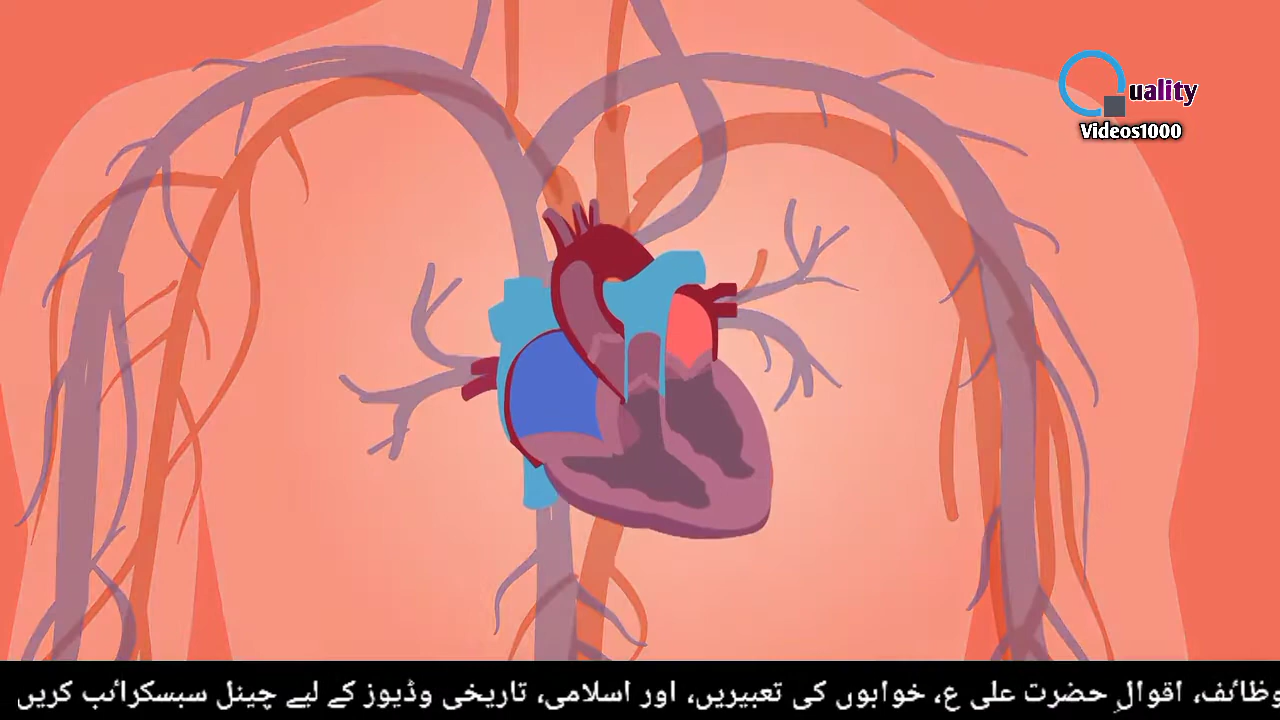 Quality
Videos1000
وظائف، اقوالِ حضرت علی ع، خوابوں کی تعبیریں، اور اسلامی، تاریخی وڈیوز کے لیے چینل سبسکرائب کریں